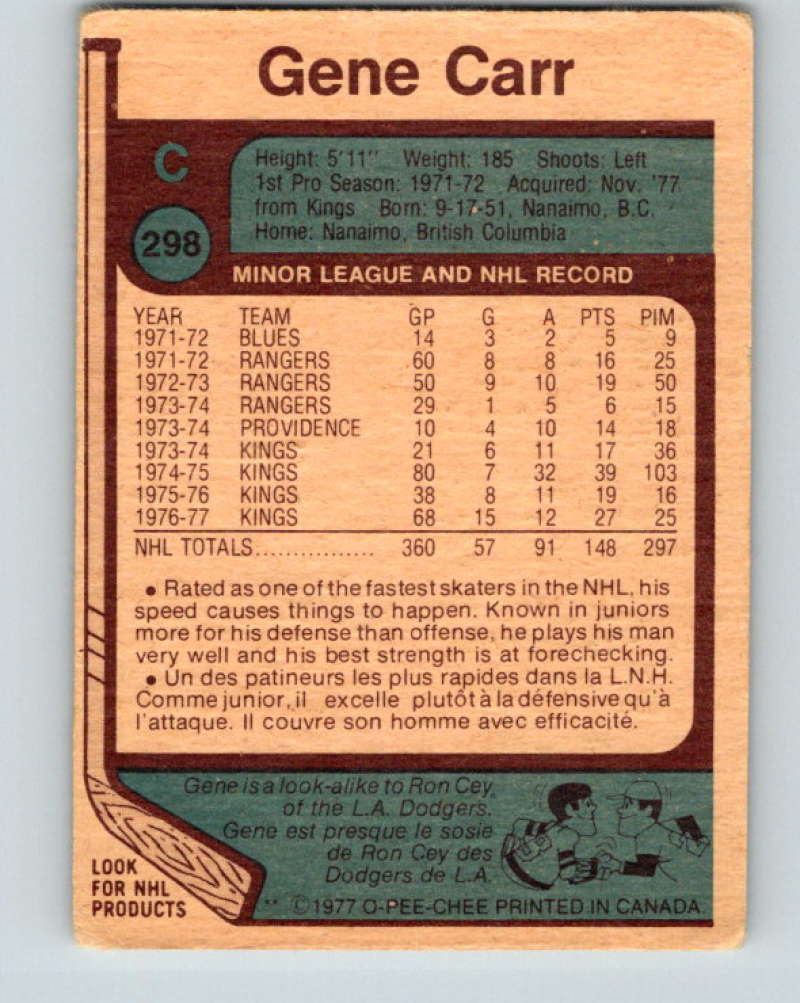 Gene Carr
C
298
Height: 5'11" Weight: 185 Shoots: Left
1st Pro Season: 1971-72 Acquired: Nov. '77
from Kings Born: 9-17-51, Nanaimo, B.C.
Home: Nanaimo, British Columbia
MINOR LEAGUE AND NHL RECORD
YEAR TEAM GP G A PTS PIM
1971-72 BLUES 14 3 2 5 9
1971-72 RANGERS 60 8 8 16 25
1972-73 RANGERS 50 9 10 19 50
1973-74 RANGERS 29 1 5 6 15
1973-74 PROVIDENCE 10 4 10 14 18
1973-74 KINGS 21 6 11 17 36
1974-75 KINGS 80 7 32 39 103
1975-76 KINGS 38 8 11 19 16
1976-77 KINGS 68 15 12 27 25
NHL TOTALS................ 360 57 91 148 297
• Rated as one of the fastest skaters in the NHL, his
speed causes things to happen. Known in juniors
more for his defense than offense, he plays his man
very well and his best strength is at forechecking.
• Un des patineurs les plus rapides dans la L.N.H.
Comme junior, il excelle plutôt à la défensive qu'à
l'attaque. Il couvre son homme avec efficacité.
Gene is a look-alike to Ron Cey
of the L.A. Dodgers.
Gene est presque le sosie
de Ron Cey des
Dodgers de L.A.
LOOK
FOR NHL
PRODUCTS
** ©1977 O-PEE-CHEE PRINTED IN CANADA.